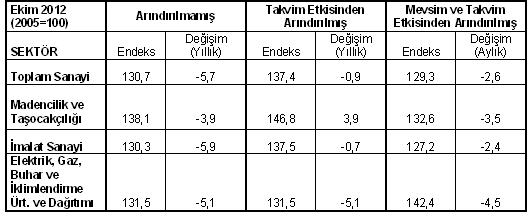 Ekim 2012
(2005=100)
Arındırılmamış
Takvim Etkisinden
Arındırılmış
Mevsim ve Takvim
Etkisinden Arındırılmış
SEKTÖR
Endeks
Değişim
(Yıllık)
Endeks
Değişim
(Yıllık)
Endeks
Değişim
(Aylık)
Toplam Sanayi 130,7 -5,7 137,4 -0,9 129,3 -2,6
Madencilik ve
Taşocakçılığı 138,1 -3,9 146,8 3,9 132,6 -3,5
İmalat Sanayi 130,3 -5,9 137,5 -0,7 127,2 -2,4
Elektrik, Gaz,
Buhar ve
İklimlendirme
Ürt. ve Dağıtımı 131,5 -5,1 131,5 -5,1 142,4 -4,5